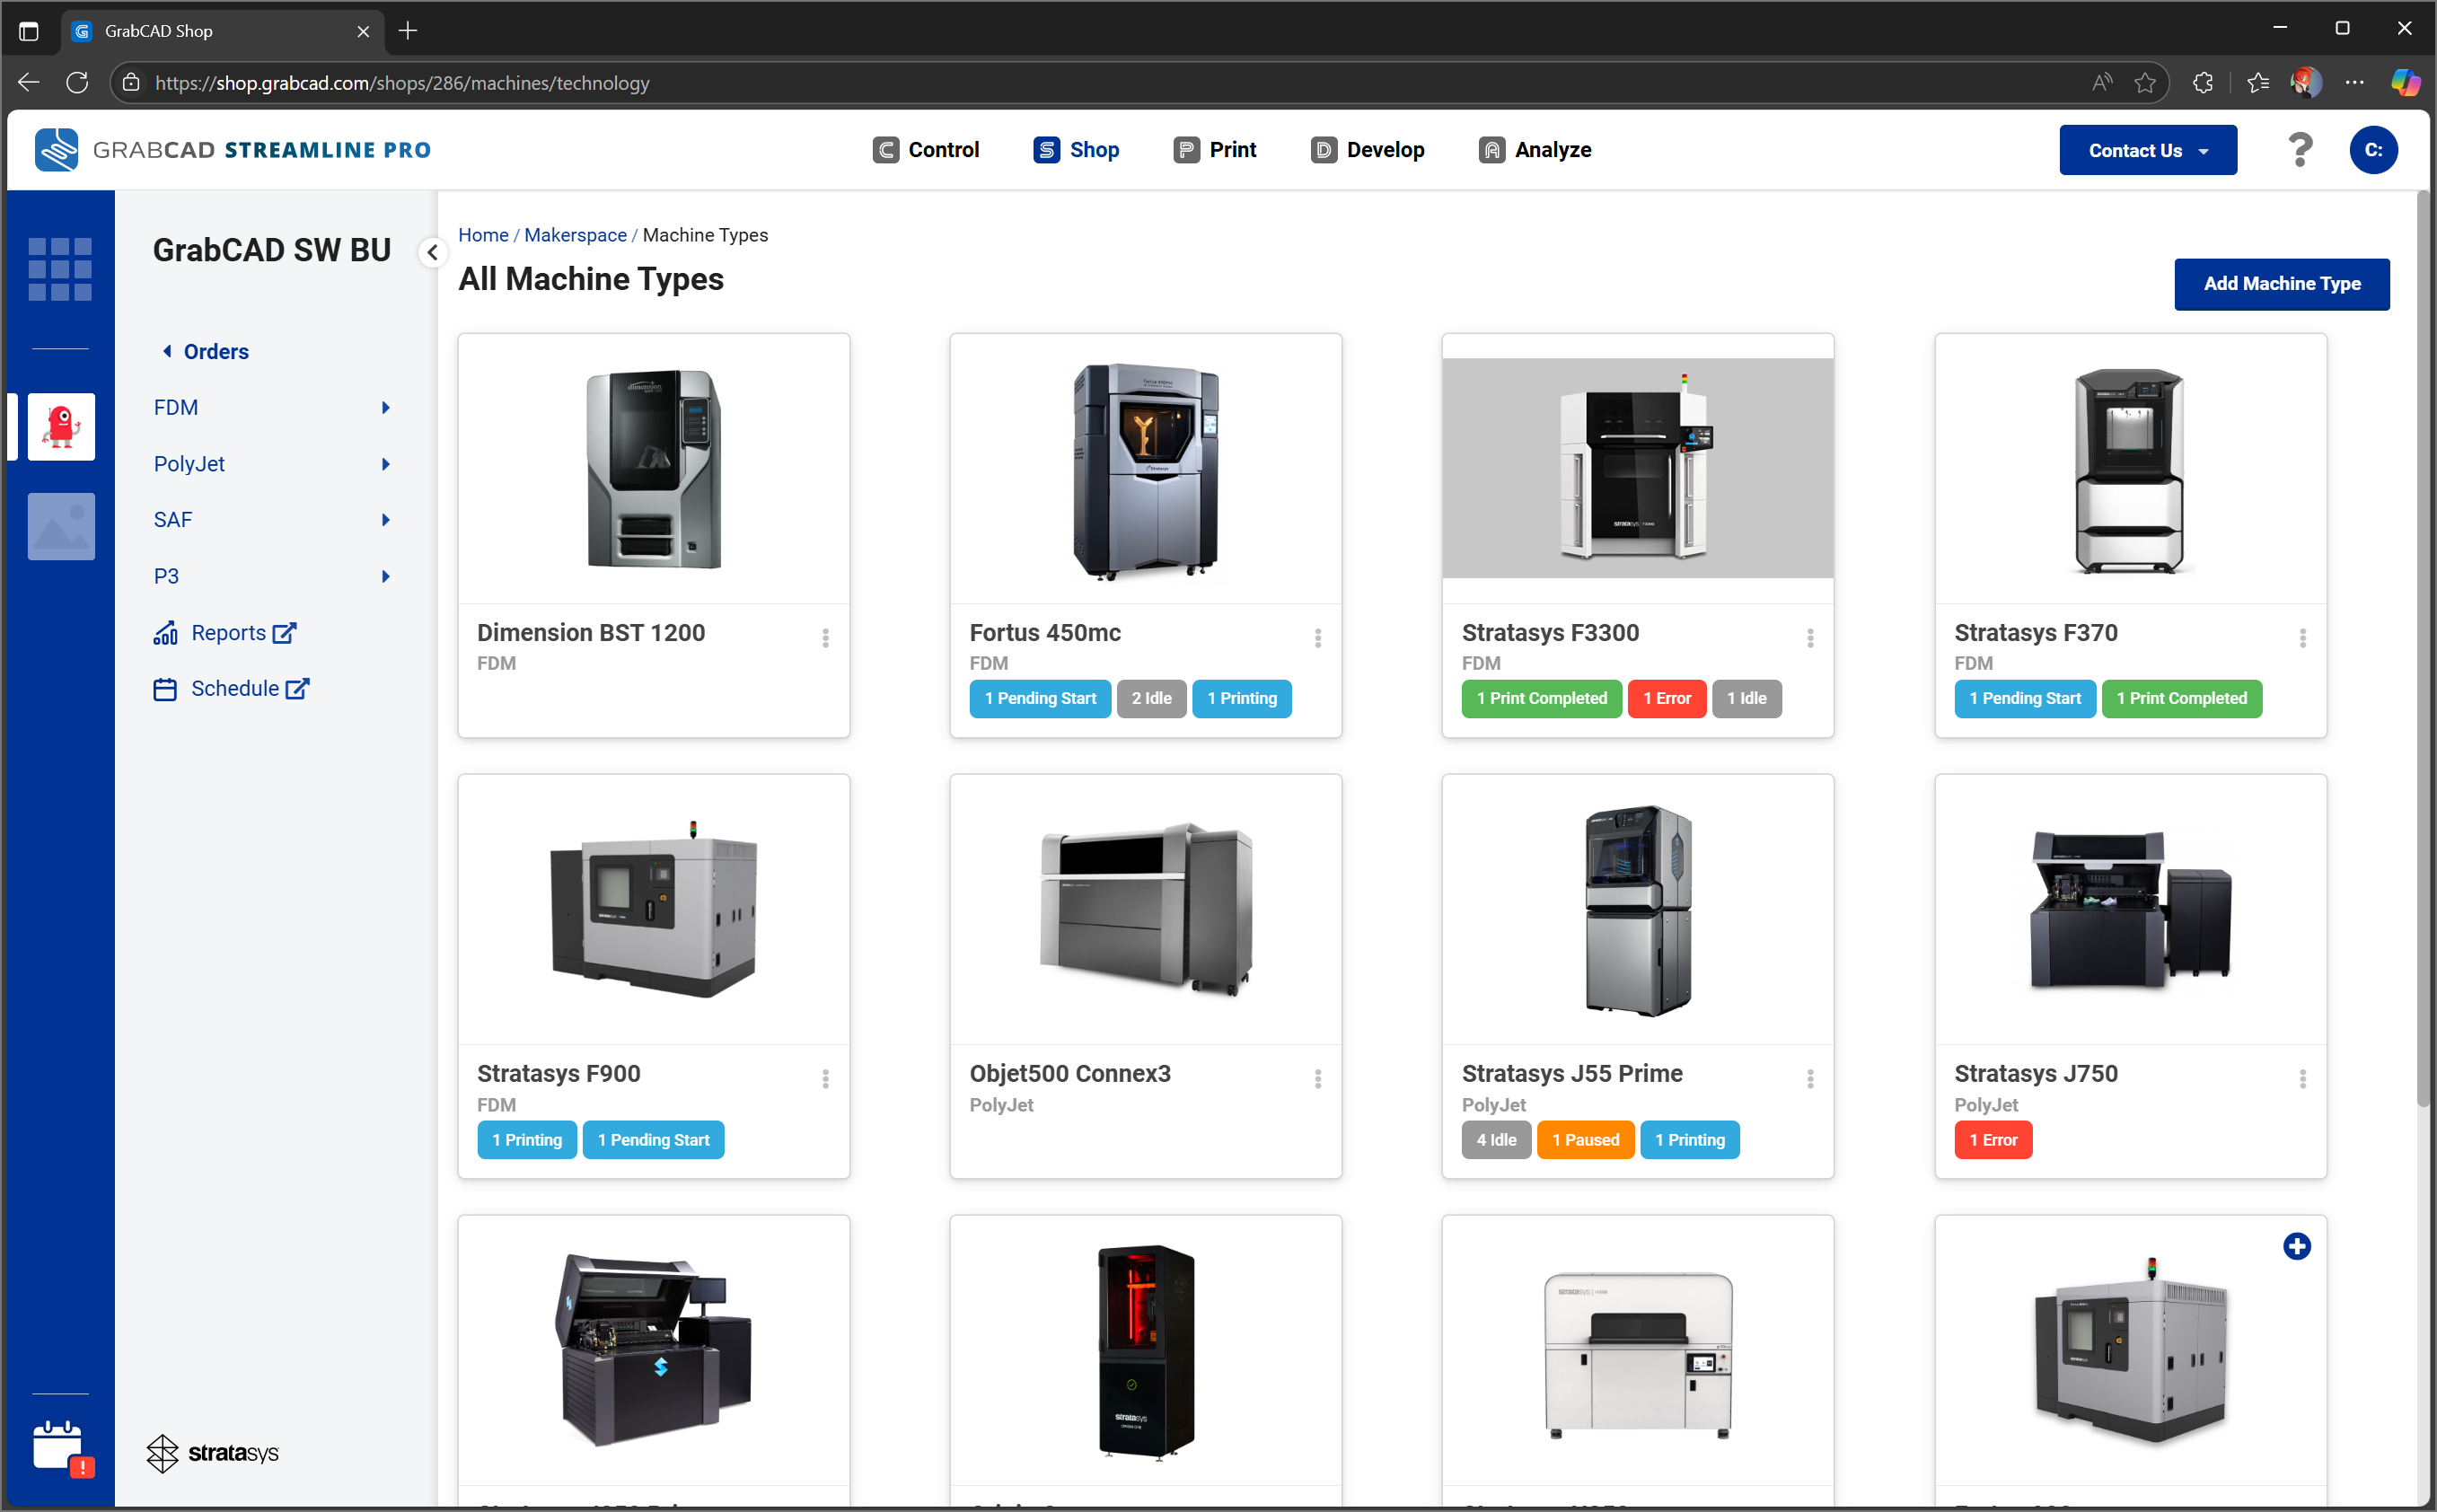 GrabCAD Shop
https://shop.grabcad.com/shops/286/machines/technology
GRABCAD STREAMLINE PRO
Control
Shop
Print
Develop
Analyze
Contact Us
?
C:
GrabCAD SW BU
Orders
FDM
PolyJet
SAF
P3
Reports
Schedule
stratasys
Home / Makerspace / Machine Types
All Machine Types
Add Machine Type
Dimension BST 1200
FDM
Fortus 450mc
FDM
1 Pending Start
2 Idle
1 Printing
Stratasys F3300
FDM
1 Print Completed
1 Error
1 Idle
Stratasys F370
FDM
1 Pending Start
1 Print Completed
Stratasys F900
FDM
1 Printing
1 Pending Start
Objet500 Connex3
PolyJet
Stratasys J55 Prime
PolyJet
4 Idle
1 Paused
1 Printing
Stratasys J750
PolyJet
1 Error
stratasys
stratasys